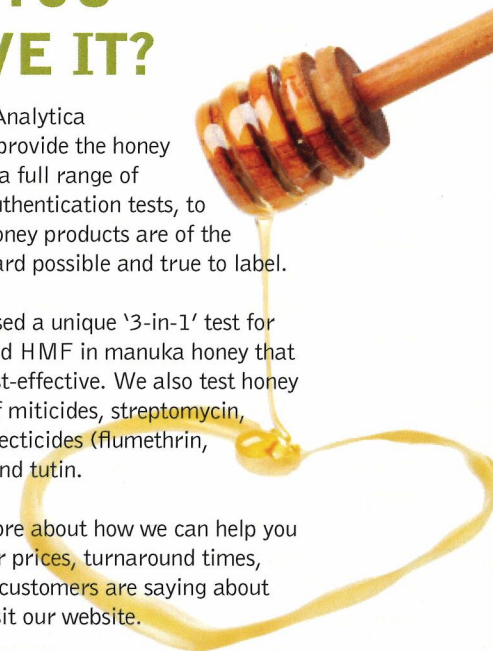 VE IT?
Analytica
provide the honey
a full range of
uthentication tests, to
oney products are of the
ard possible and true to label.
sed a unique ‘3-in-1’ test for
d HMF in manuka honey that
st-effective. We also test honey
f miticides, streptomycin,
ecticides (flumethrin,
nd tutin.
ore about how we can help you
r prices, turnaround times,
customers are saying about
sit our website.